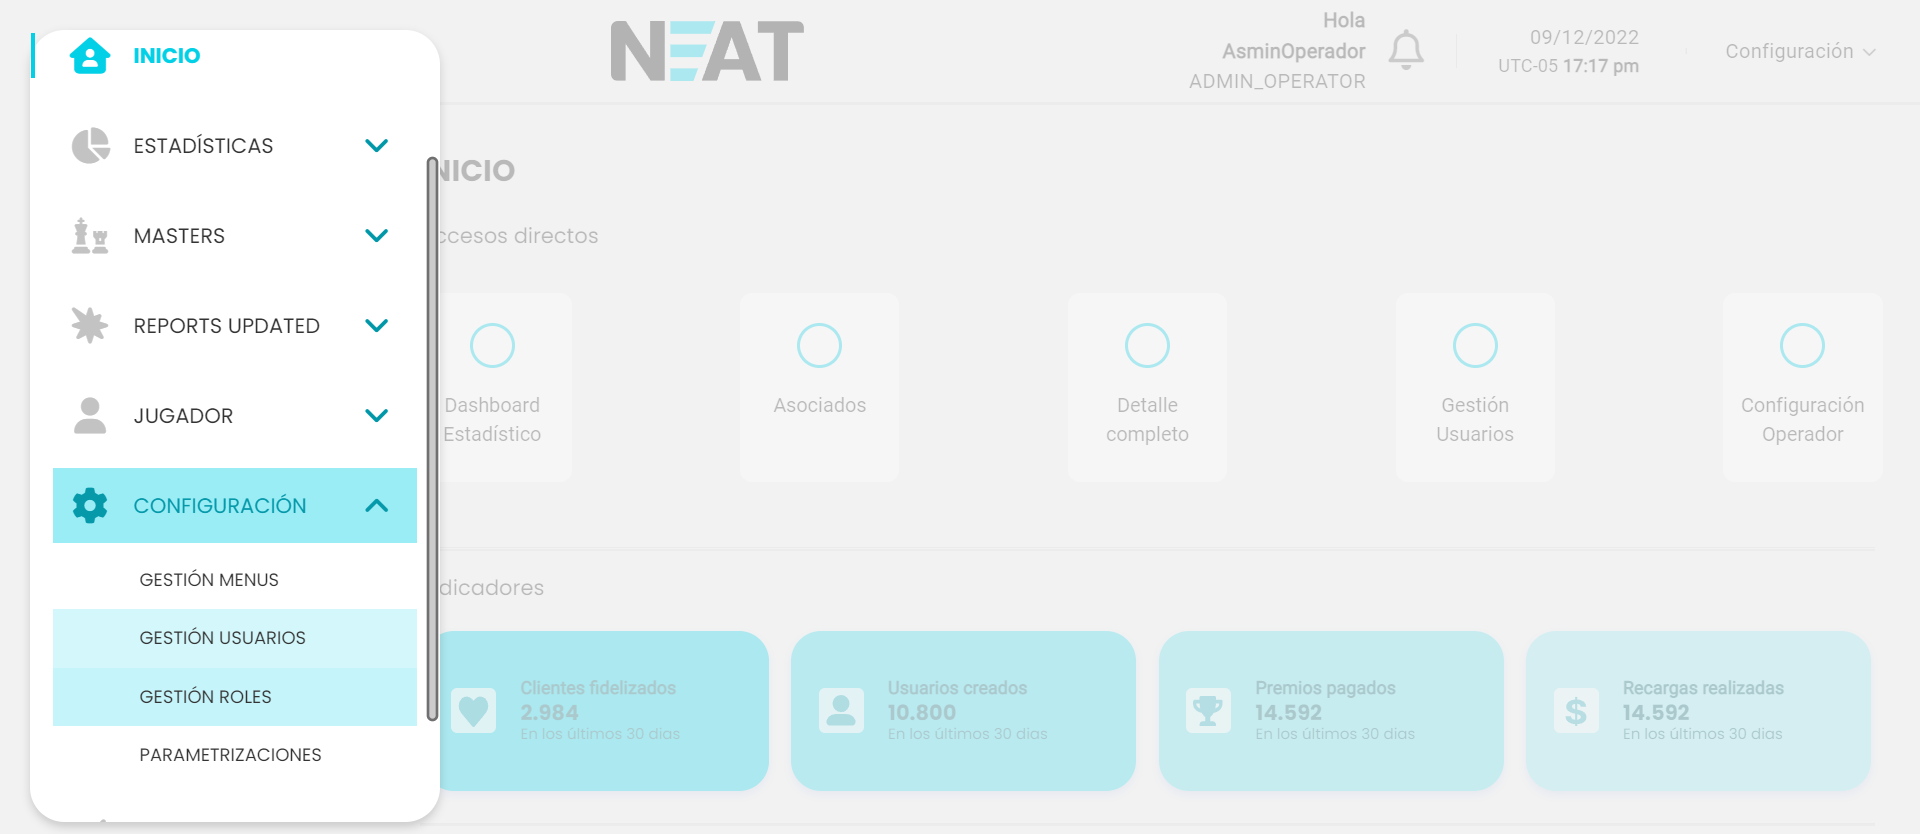 INICIO
ESTADÍSTICAS
MASTERS
REPORTS UPDATED
JUGADOR
CONFIGURACIÓN
GESTIÓN MENUS
GESTIÓN USUARIOS
GESTIÓN ROLES
PARAMETRIZACIONES
NEAT
Hola
AsminOperador
ADMIN_OPERATOR
09/12/2022
UTC-05 17:17 pm
Configuración
NICIO
ccesos directos
Dashboard
Estadístico
Asociados
Detalle
completo
Gestión
Usuarios
Configuración
Operador
dicadores
Clientes fidelizados
2.984
En los últimos 30 dias
Usuarios creados
10.800
En los últimos 30 dias
Premios pagados
14.592
En los últimos 30 dias
$
Recargas realizadas
14.592
En los últimos 30 dias